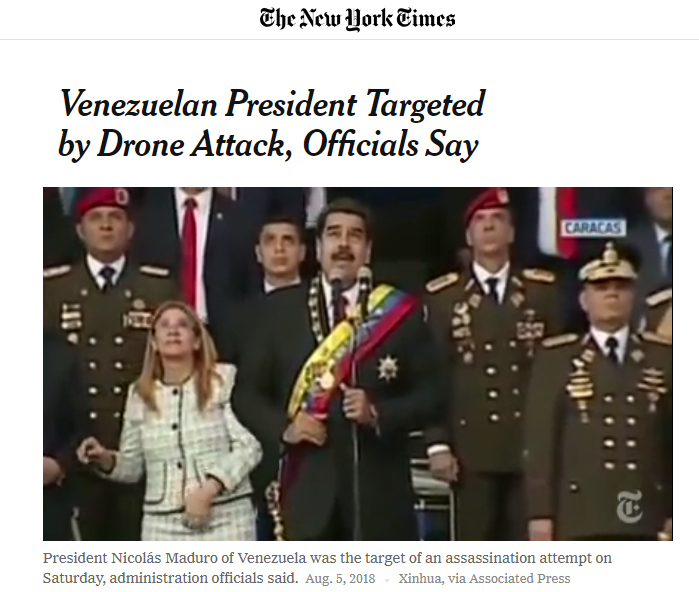 The New York Times
Venezuelan President Targeted
by Drone Attack, Officials Say
CARACAS
T
President Nicolás Maduro of Venezuela was the target of an assassination attempt on
Saturday, administration officials said. Aug. 5, 2018 · Xinhua, via Associated Press